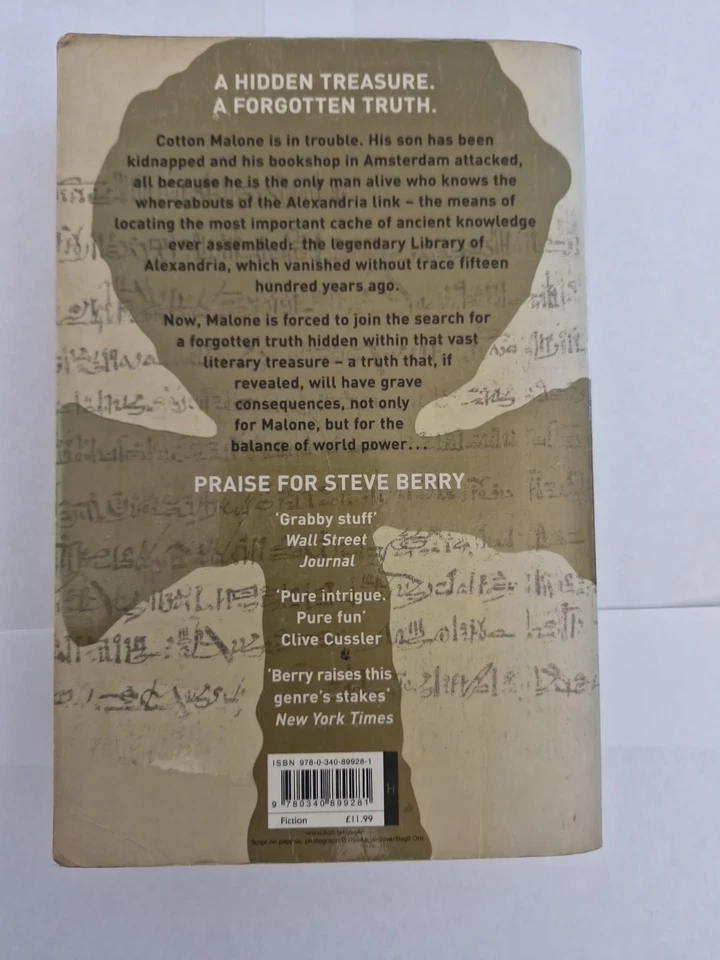 A HIDDEN TREASURE.
A FORGOTTEN TRUTH.
Cotton Malone is in trouble. His son has been
kidnapped and his bookshop in Amsterdam attacked,
all because he is the only man alive who knows the
whereabouts of the Alexandria link – the means of
locating the most important cache of ancient knowledge
ever assembled: the legendary Library of
Alexandria, which vanished without trace fifteen
hundred years ago.
Now, Malone is forced to join the search for
a forgotten truth hidden within that vast
literary treasure – a truth that, if
revealed, will have grave
consequences, not only
for Malone, but for the
balance of world power...
PRAISE FOR STEVE BERRY
'Grabby stuff'
Wall Street
Journal
'Pure intrigue.
Pure fun'
Clive Cussler
'Berry raises this
genre's stakes'
New York Times
ISBN 978-0-340-89928-1
9 780340 899281
H
Fiction £11.99
Script on papyrus, photograph